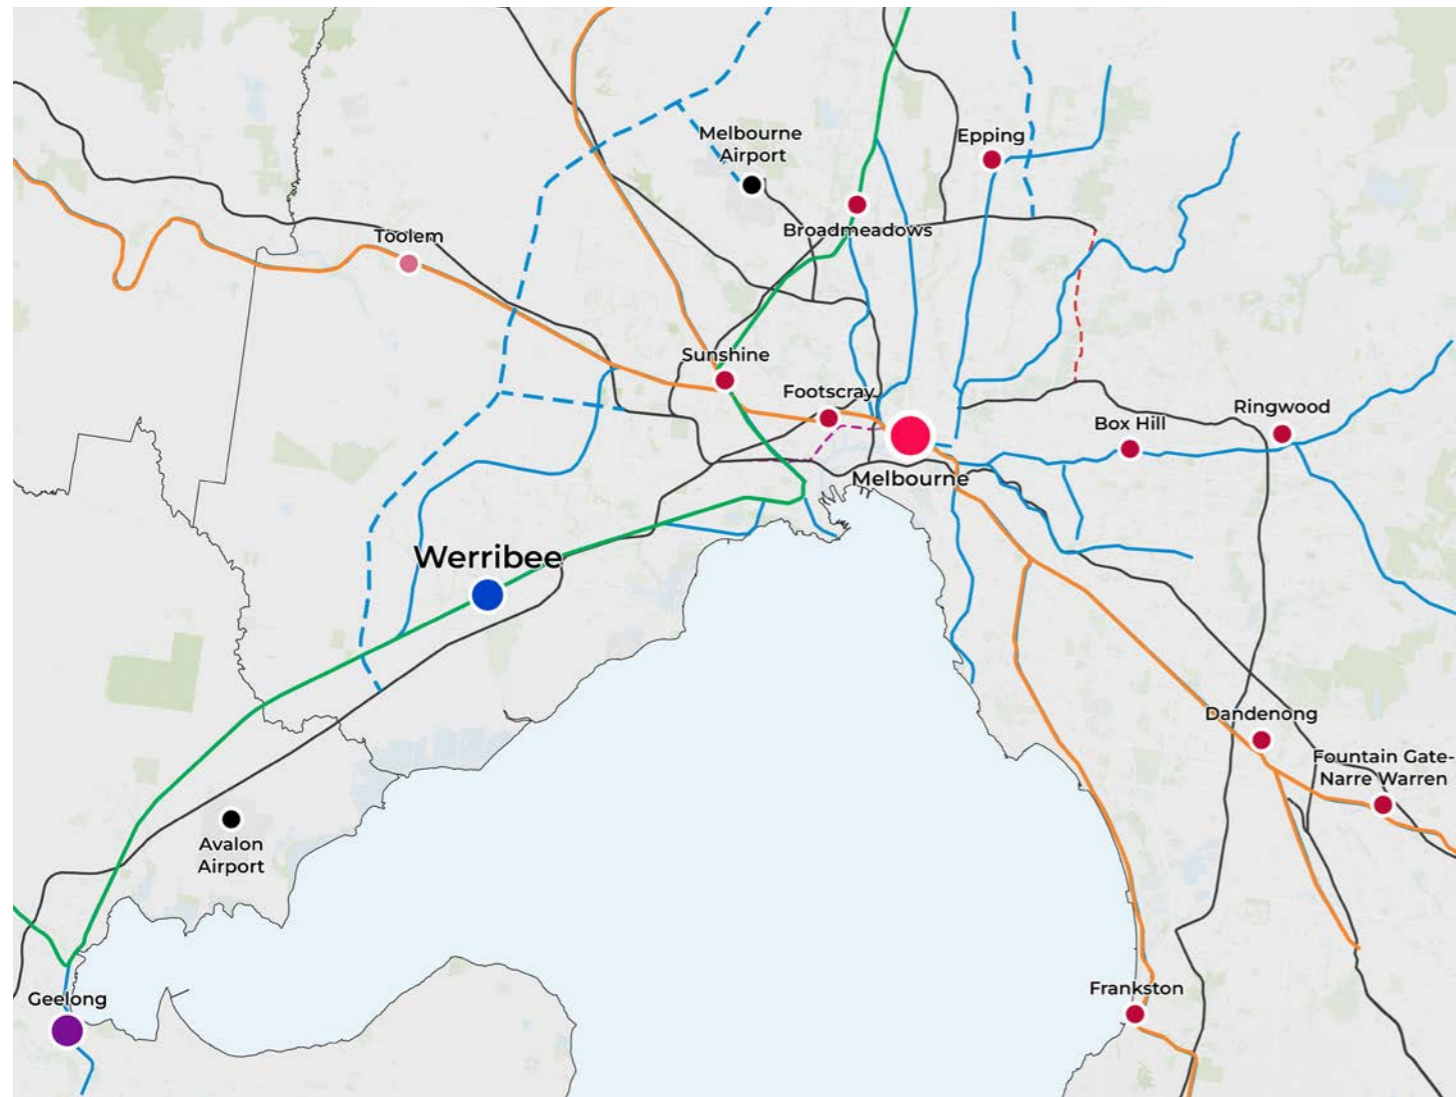 Melbourne
Airport
Epping
Broadmeadows
Toolem
Sunshine
Footscray
Ringwood
Box Hill
Melbourne
Werribee
Dandenong
Fountain Gate-
Narre Warren
Avalon
Airport
Frankston
Geelong